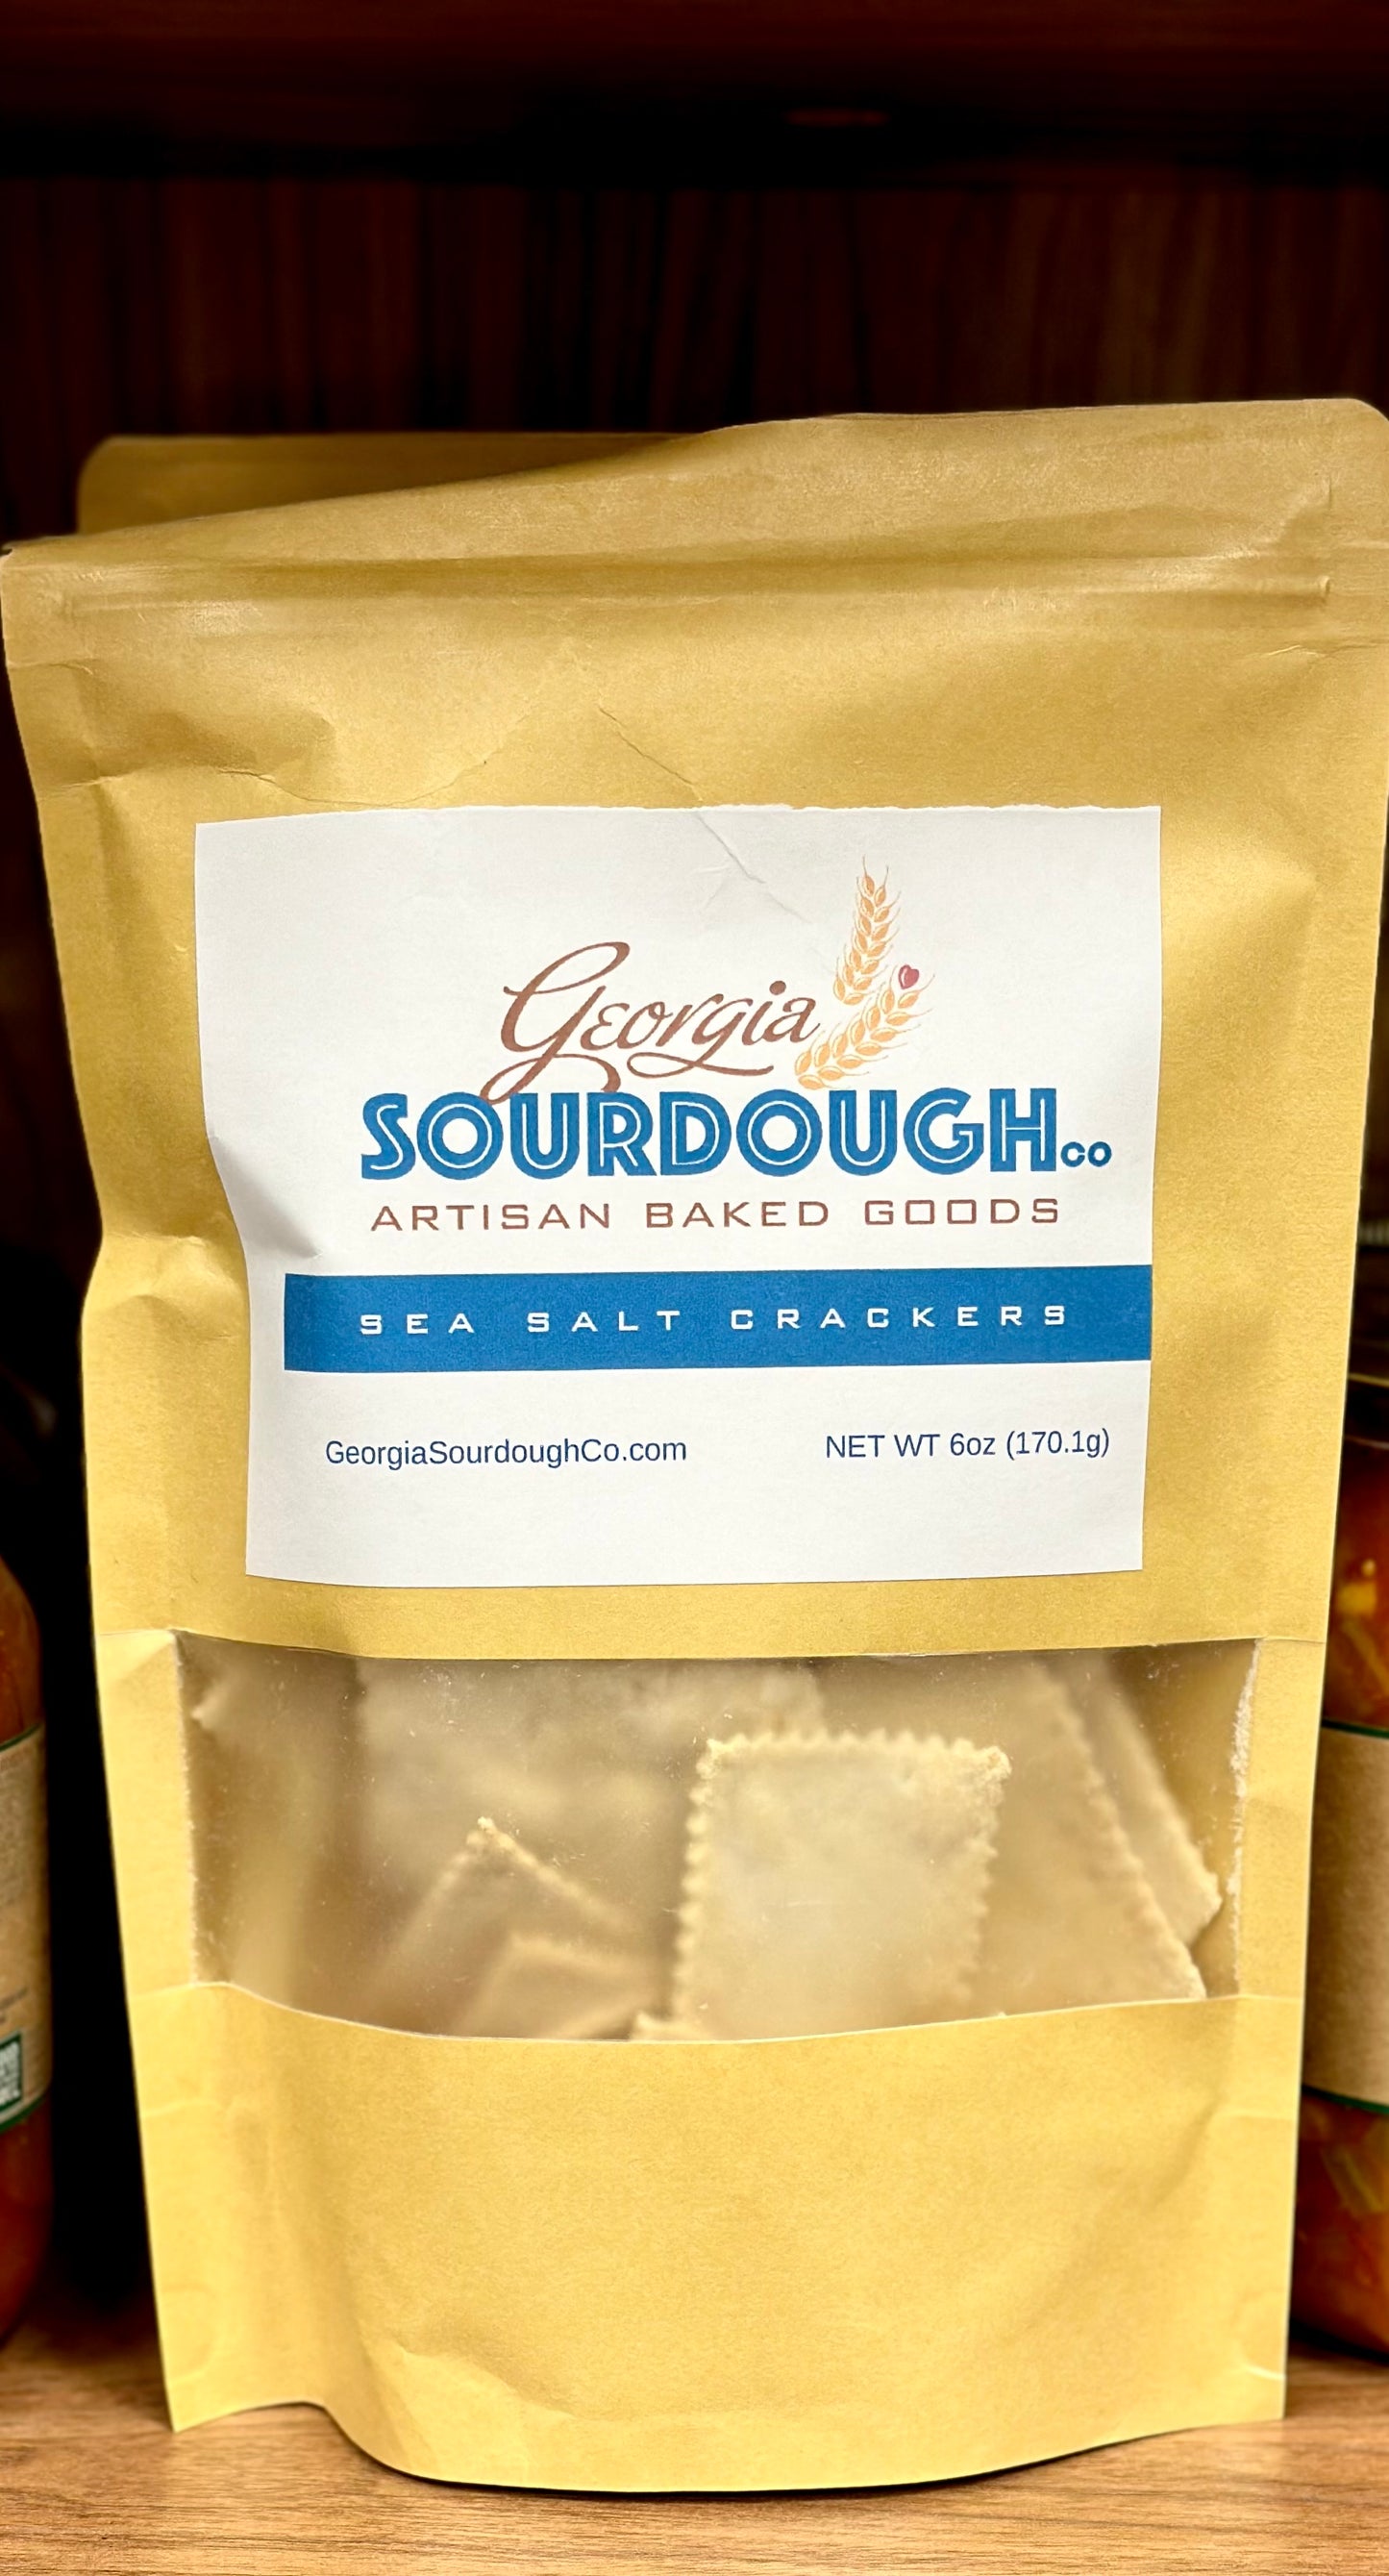 Georgia
SOURDOUGHco
ARTISAN BAKED GOODS
SEA SALT CRACKERS
GeorgiaSourdoughCo.com
NET WT 6oz (170.1g)